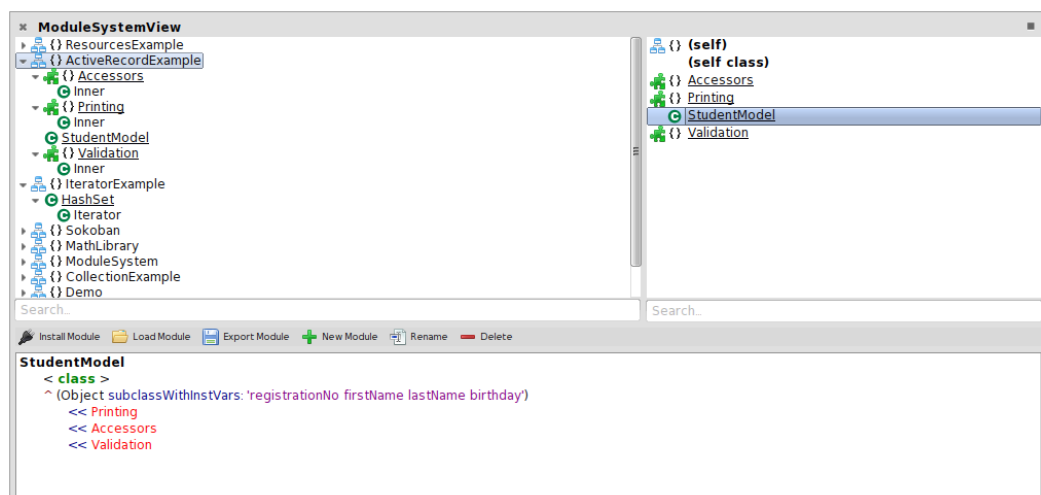 ModuleSystemView
{} ResourcesExample
{} ActiveRecordExample
{} Accessors
Inner
{} Printing
Inner
StudentModel
{} Validation
Inner
{} IteratorExample
HashSet
Iterator
{} Sokoban
{} MathLibrary
{} ModuleSystem
{} CollectionExample
{} Demo
Search..
{} (self)
(self class)
{} Accessors
{} Printing
StudentModel
{} Validation
Search..
Install Module Load Module Export Module New Module Rename Delete
StudentModel
< class >
^ (Object subclassWithInstVars: 'registrationNo firstName lastName birthday')
<< Printing
<< Accessors
<< Validation